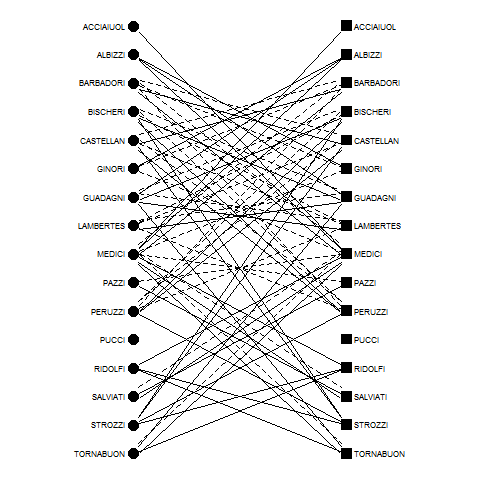 ACCIAIUOL ACCIAIUOL
ALBIZZI ALBIZZI
BARBADORI BARBADORI
BISCHERI BISCHERI
CASTELLAN CASTELLAN
GINORI GINORI
GUADAGNI GUADAGNI
LAMBERTES LAMBERTES
MEDICI MEDICI
PAZZI PAZZI
PERUZZI PERUZZI
PUCCI PUCCI
RIDOLFI RIDOLFI
SALVIATI SALVIATI
STROZZI STROZZI
TORNABUON TORNABUON